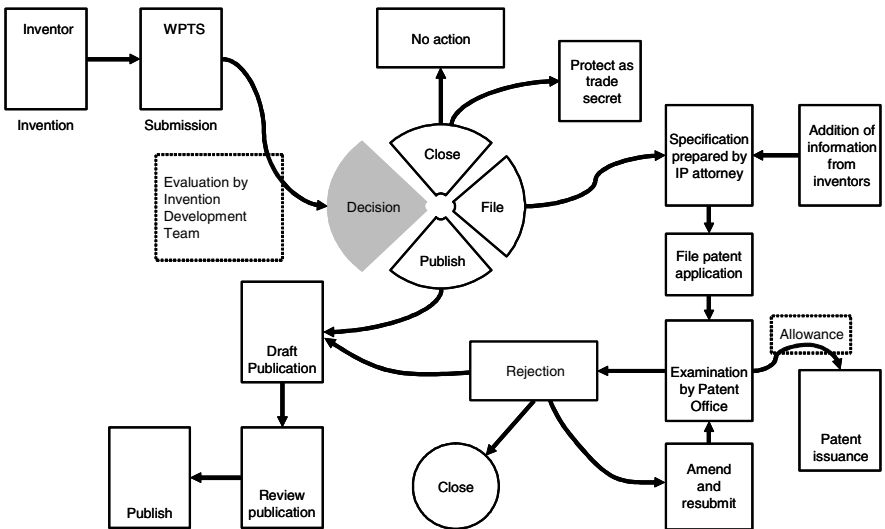 Inventor
WPTS
No action
Protect as
trade
secret
Invention
Submission
Close
Specification
prepared by
IP attorney
Addition of
information
from
inventors
Evaluation by
Invention
Development
Team
Decision
File
Publish
File patent
application
Draft
Publication
Rejection
Examination
by Patent
Office
Allowance
Patent
issuance
Publish
Review
publication
Close
Amend
and
resubmit